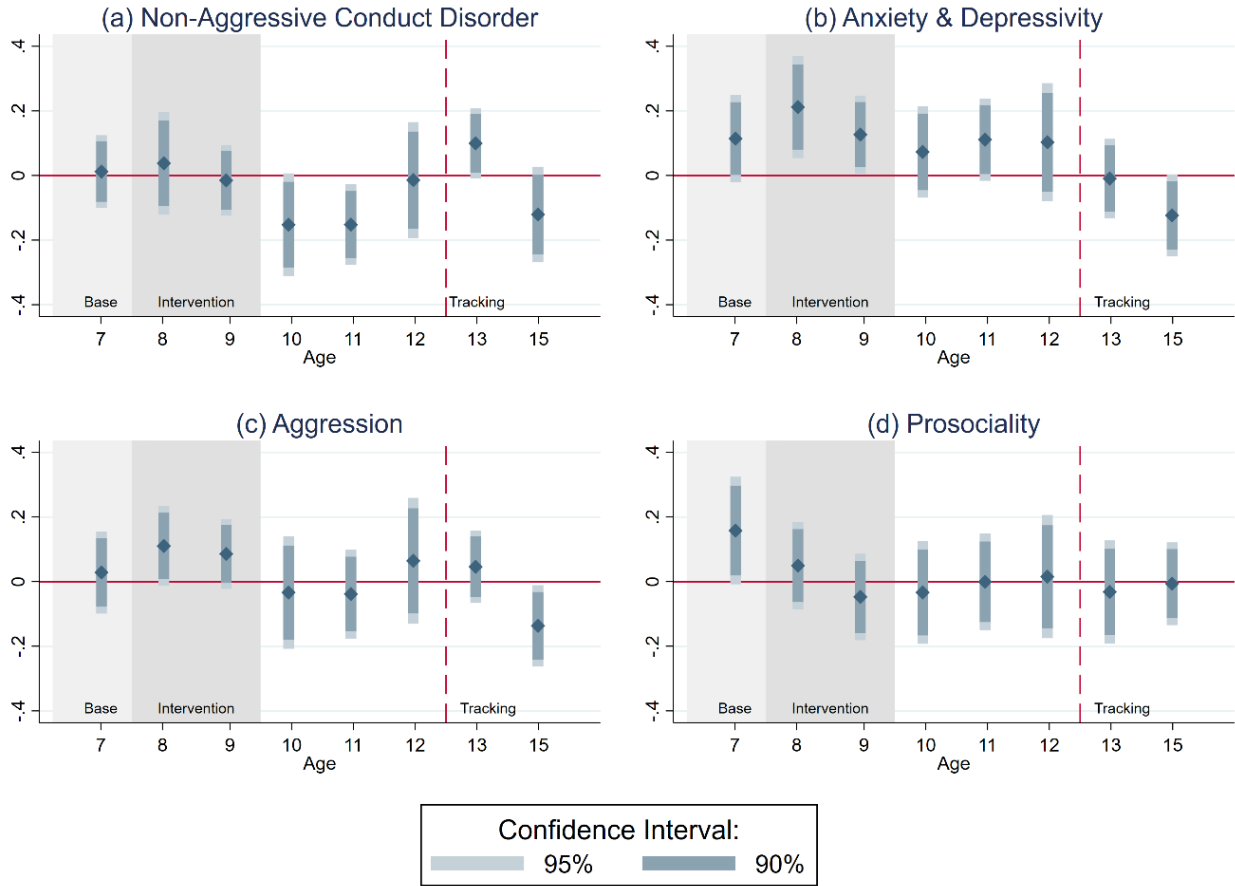 (a) Non-Aggressive Conduct Disorder
.4
.2
0
-.2
-.4
Base
Intervention
Tracking
7 8 9 10 11 12 13 15
Age
(b) Anxiety & Depressivity
.4
.2
0
-.2
-.4
Base
Intervention
Tracking
7 8 9 10 11 12 13 15
Age
(c) Aggression
.4
.2
0
-.2
-.4
Base
Intervention
Tracking
7 8 9 10 11 12 13 15
Age
(d) Prosociality
.4
.2
0
-.2
-.4
Base
Intervention
Tracking
7 8 9 10 11 12 13 15
Age
Confidence Interval:
95% 90%